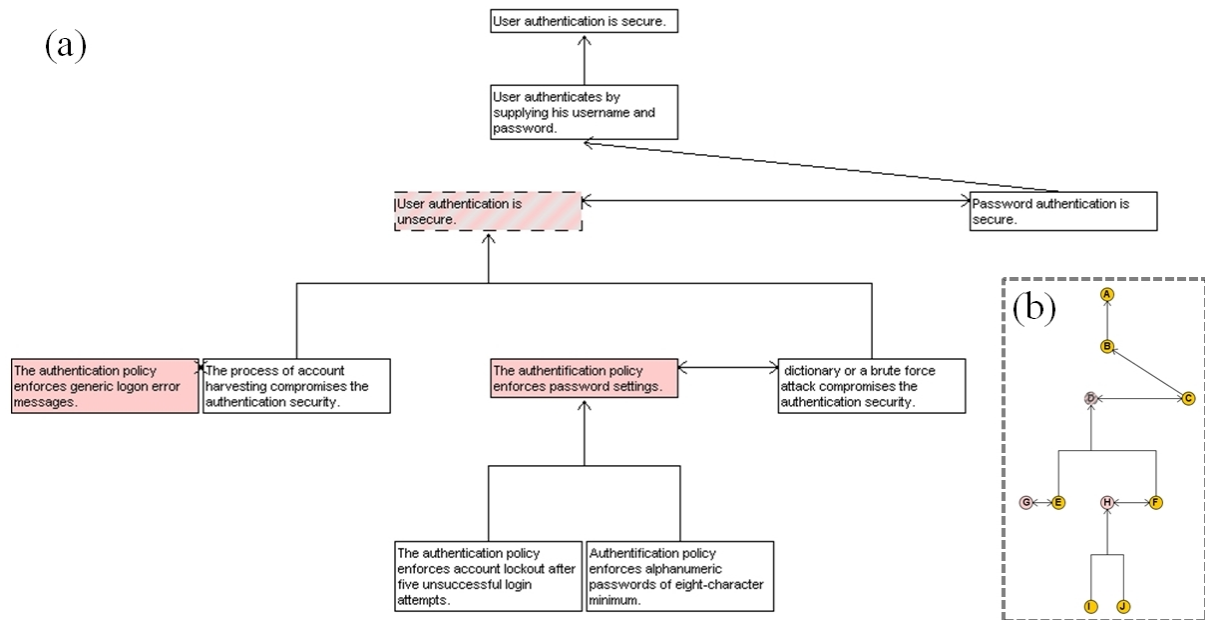 (a)
User authentication is secure.
User authenticates by
supplying his username and
password.
User authentication is
unsecure.
Password authentication is
secure.
The authentication policy
enforces generic logon error
messages.
The process of account
harvesting compromises the
authentication security.
The authentification policy
enforces password settings.
dictionary or a brute force
attack compromises the
authentication security.
The authentication policy
enforces account lockout after
five unsuccessful login
attempts.
Authentification policy
enforces alphanumeric
passwords of eight-character
minimum.
(b)
A
B
D
C
G
E
H
F
I
J